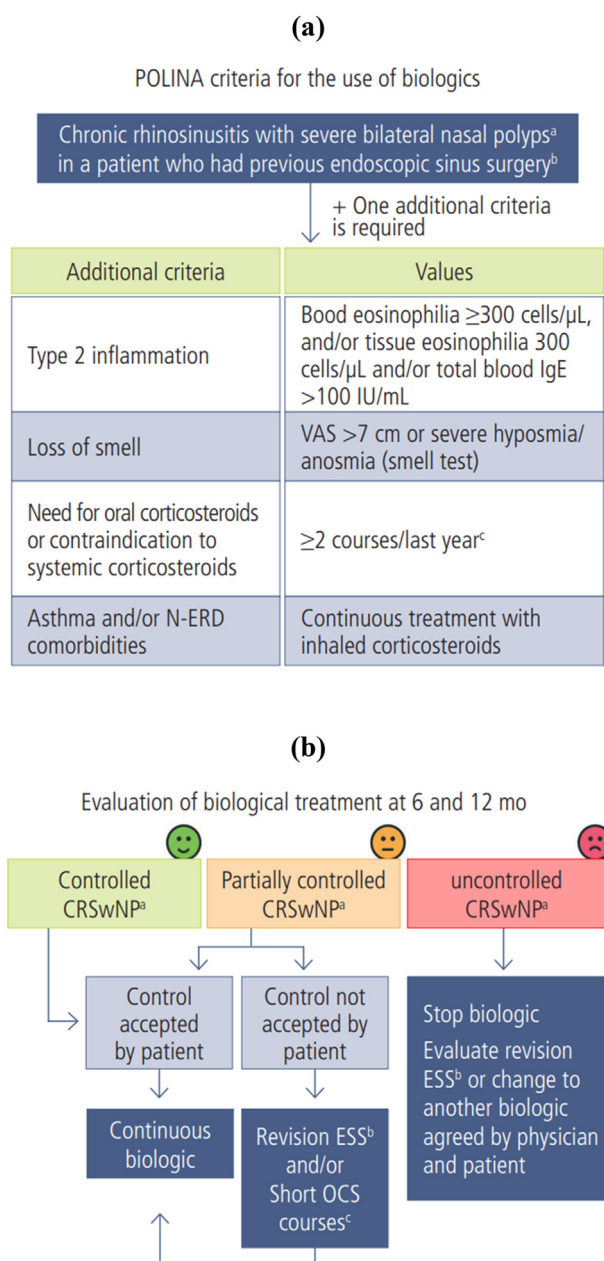 (a)
POLINA criteria for the use of biologics
Chronic rhinosinusitis with severe bilateral nasal polypsᵃ
in a patient who had previous endoscopic sinus surgeryᵇ
+ One additional criteria
is required
Additional criteria
Values
Type 2 inflammation
Bood eosinophilia ≥300 cells/µL,
and/or tissue eosinophilia 300
cells/µL and/or total blood IgE
>100 IU/mL
Loss of smell
VAS >7 cm or severe hyposmia/
anosmia (smell test)
Need for oral corticosteroids
or contraindication to
systemic corticosteroids
≥2 courses/last yearᶜ
Asthma and/or N-ERD
comorbidities
Continuous treatment with
inhaled corticosteroids
(b)
Evaluation of biological treatment at 6 and 12 mo
Controlled
CRSwNPᵃ
Partially controlled
CRSwNPᵃ
uncontrolled
CRSwNPᵃ
Control
accepted
by patient
Control not
accepted by
patient
Stop biologic
Evaluate revision
ESSᵇ or change to
another biologic
agreed by physician
and patient
Continuous
biologic
Revision ESSᵇ
and/or
Short OCS
coursesᶜ